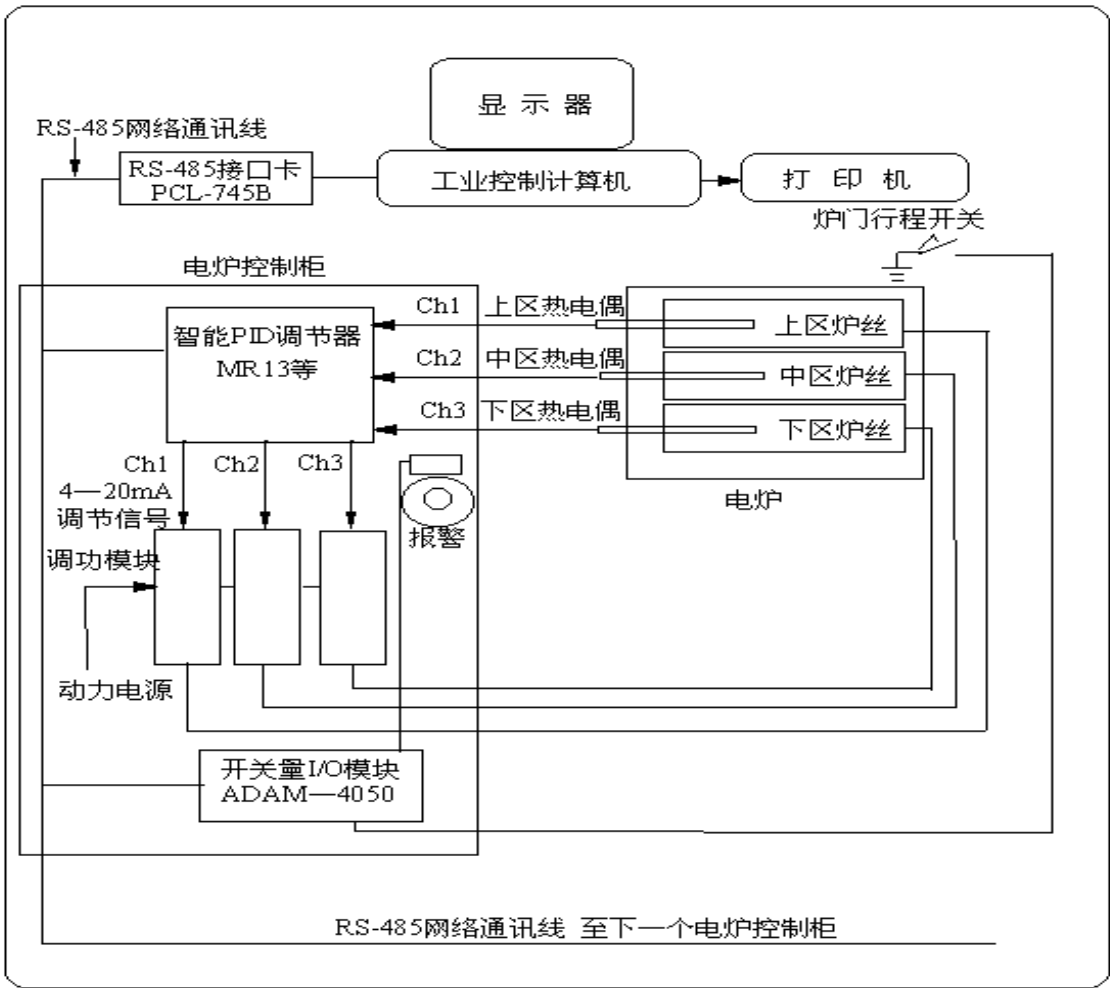 显 示 器
RS-485网络通讯线
RS-485接口卡
PCL-745B
工业控制计算机
打 印 机
炉门行程开关
电炉控制柜
智能PID调节器
MR13等
Ch1 上区热电偶
上区炉丝
Ch2 中区热电偶
中区炉丝
Ch3 下区热电偶
下区炉丝
Ch1
Ch2
Ch3
4—20mA
调节信号
电炉
报警
调功模块
动力电源
开关量I/O模块
ADAM—4050
RS-485网络通讯线 至下一个电炉控制柜